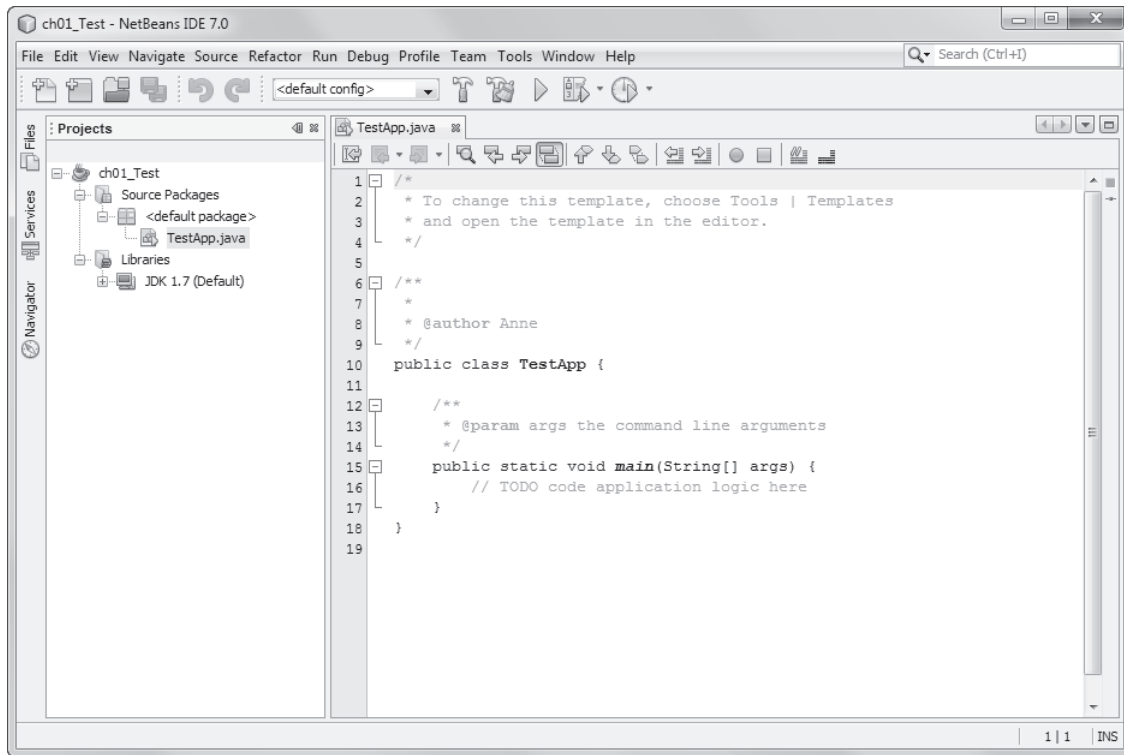 ch01_Test - NetBeans IDE 7.0
File Edit View Navigate Source Refactor Run Debug Profile Team Tools Window Help
Search (Ctrl+I)
<default config>
Files
Services
Navigator
Projects
ch01_Test
Source Packages
<default package>
TestApp.java
Libraries
JDK 1.7 (Default)
TestApp.java
1 /*
2 * To change this template, choose Tools | Templates
3 * and open the template in the editor.
4 */
5
6 /**
7 *
8 * @author Anne
9 */
10 public class TestApp {
11
12 /**
13 * @param args the command line arguments
14 */
15 public static void main(String[] args) {
16 // TODO code application logic here
17 }
18 }
19
1 | 1 INS